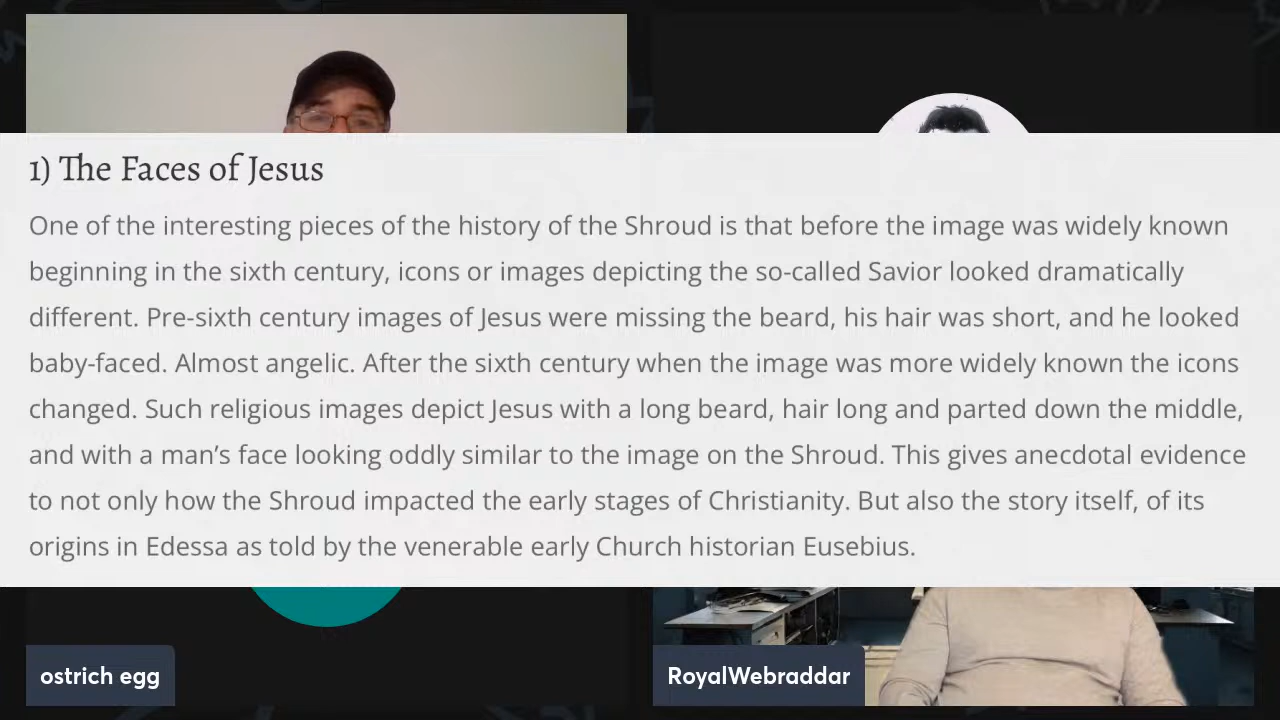 1) The Faces of Jesus
One of the interesting pieces of the history of the Shroud is that before the image was widely known
beginning in the sixth century, icons or images depicting the so-called Savior looked dramatically
different. Pre-sixth century images of Jesus were missing the beard, his hair was short, and he looked
baby-faced. Almost angelic. After the sixth century when the image was more widely known the icons
changed. Such religious images depict Jesus with a long beard, hair long and parted down the middle,
and with a man’s face looking oddly similar to the image on the Shroud. This gives anecdotal evidence
to not only how the Shroud impacted the early stages of Christianity. But also the story itself, of its
origins in Edessa as told by the venerable early Church historian Eusebius.
ostrich egg
RoyalWebraddar